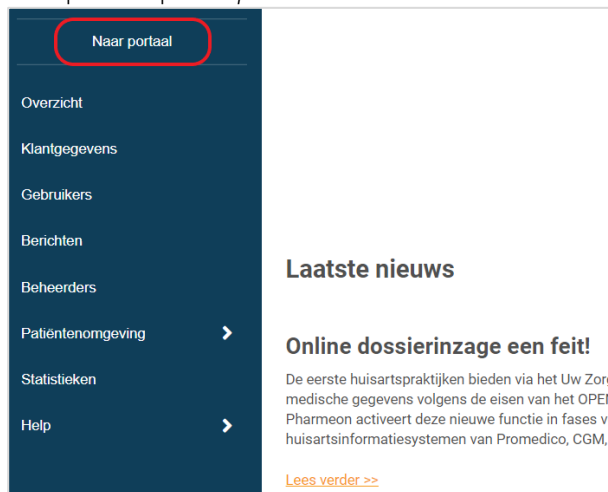 Naar portaal
Overzicht
Klantgegevens
Gebruikers
Berichten
Beheerders
Patiëntenomgeving
Statistieken
Help
Laatste nieuws
Online dossierinzage een feit!
De eerste huisartspraktijken bieden via het Uw
medische gegevens volgens de eisen van het
Pharmeon activeert deze nieuwe functie in fases
huisartsinformatiesystemen van Promedico, CGM,
Lees verder >>